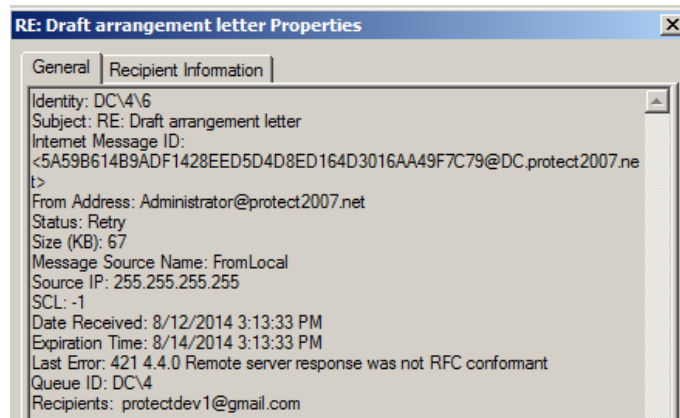 RE: Draft arrangement letter Properties
General
Recipient Information
Identity: DC\4\6
Subject: RE: Draft arrangement letter
Internet Message ID:
<5A59B614B9ADF1428EED5D4D8ED164D3016AA49F7C79@DC.protect2007.ne
t>
From Address: Administrator@protect2007.net
Status: Retry
Size (KB): 67
Message Source Name: FromLocal
Source IP: 255.255.255.255
SCL: -1
Date Received: 8/12/2014 3:13:33 PM
Expiration Time: 8/14/2014 3:13:33 PM
Last Error: 421 4.4.0 Remote server response was not RFC conformant
Queue ID: DC\4
Recipients:  protectdev1@gmail.com